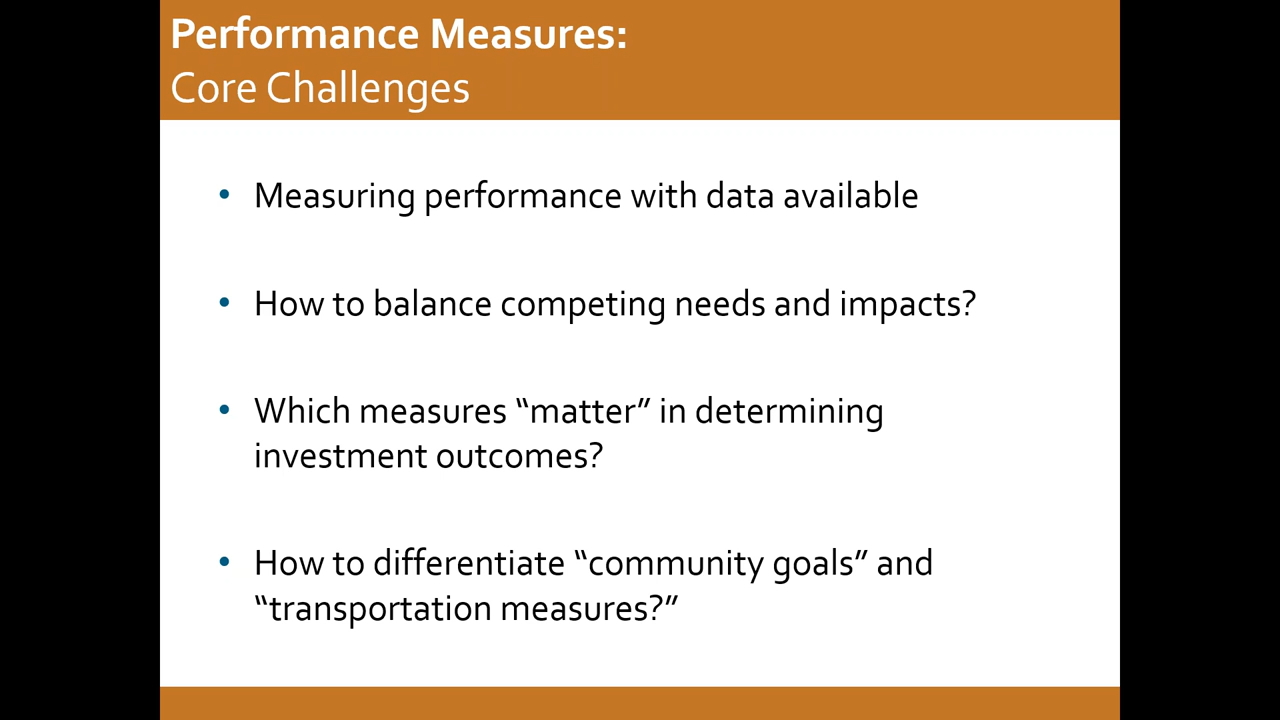 Performance Measures:
Core Challenges
• Measuring performance with data available
• How to balance competing needs and impacts?
• Which measures “matter” in determining
investment outcomes?
• How to differentiate “community goals” and
“transportation measures?”